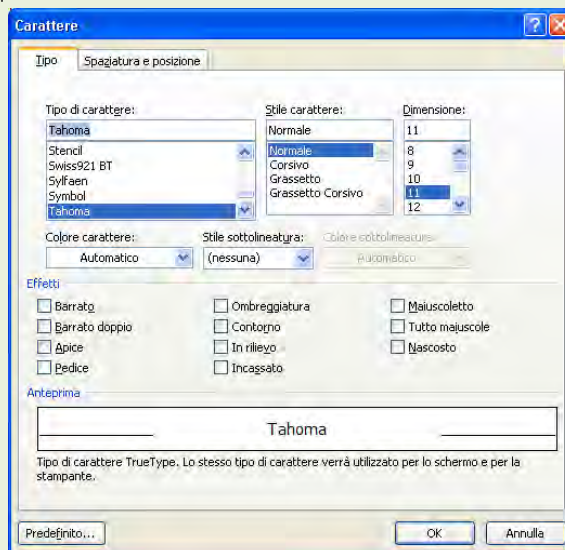 Carattere
Tipo
Spaziatura e posizione
Tipo di carattere: Stile carattere: Dimensione:
Tahoma Normale 11
Stencil Normale 8
Swiss921 BT Corsivo 9
Sylfaen Grassetto 10
Symbol Grassetto Corsivo 11
Tahoma 12
Colore carattere: Stile sottolineatura: Colore sottolineatura:
Automatico (nessuna) Automatico
Effetti
Barrato Ombreggiatura Maiuscoletto
Barrato doppio Contorno Tutto maiuscole
Apice In rilievo Nascosto
Pedice Incassato
Anteprima
Tahoma
Tipo di carattere TrueType. Lo stesso tipo di carattere verrà utilizzato per lo schermo e per la
stampante.
Predefinito... OK Annulla